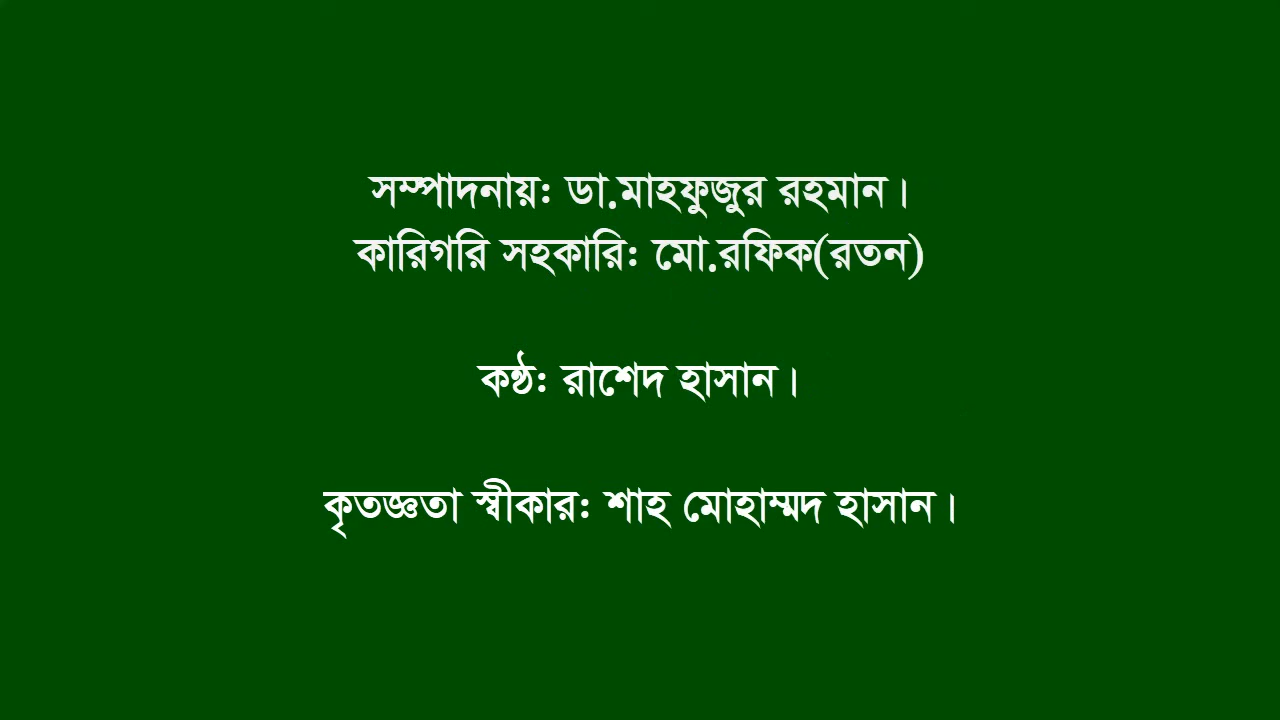 সম্পাদনায়ঃ ডা.মাহফুজুর রহমান।
কারিগরি সহকারিঃ মো.রফিক(রতন)
কন্ঠঃ রাশেদ হাসান।
কৃতজ্ঞতা স্বীকারঃ শাহ মোহাম্মদ হাসান।